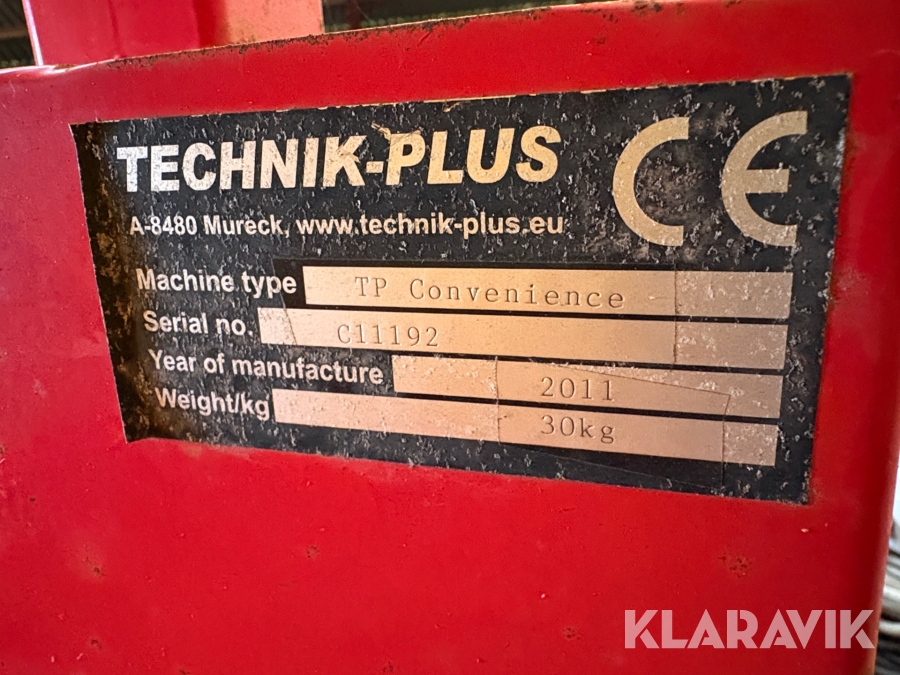 TECHNIK-PLUS
CE
A-8480 Mureck, www.technik-plus.eu
Machine type TP Convenience
Serial no. C11192
Year of manufacture 2011
Weight/kg 30kg
KLARAVIK